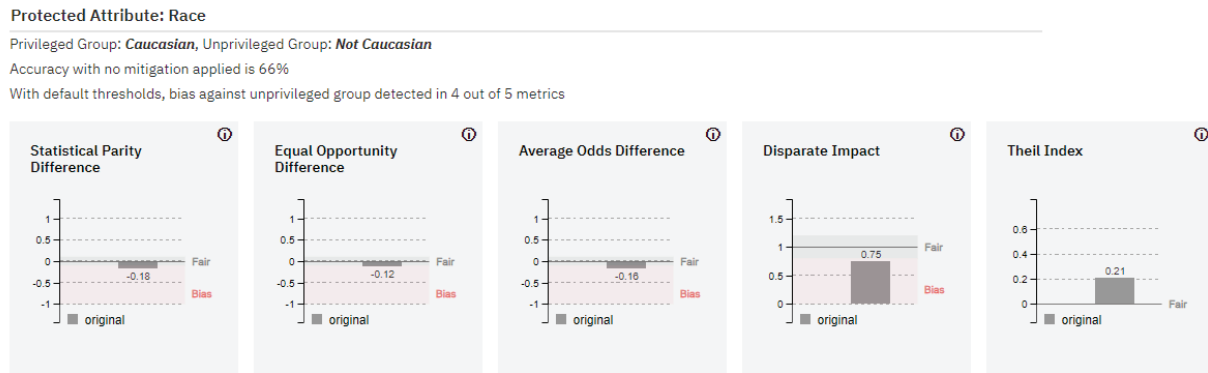 Protected Attribute: Race
Privileged Group: Caucasian, Unprivileged Group: Not Caucasian
Accuracy with no mitigation applied is 66%
With default thresholds, bias against unprivileged group detected in 4 out of 5 metrics
Statistical Parity
Difference
1
0.5
0
-0.5
-1
-0.18
Fair
Bias
original
Equal Opportunity
Difference
1
0.5
0
-0.5
-1
-0.12
Fair
Bias
original
Average Odds Difference
1
0.5
0
-0.5
-1
-0.16
Fair
Bias
original
Disparate Impact
1.5
1
0.5
0
0.75
Fair
Bias
original
Theil Index
0.6
0.4
0.2
0
0.21
Fair
original